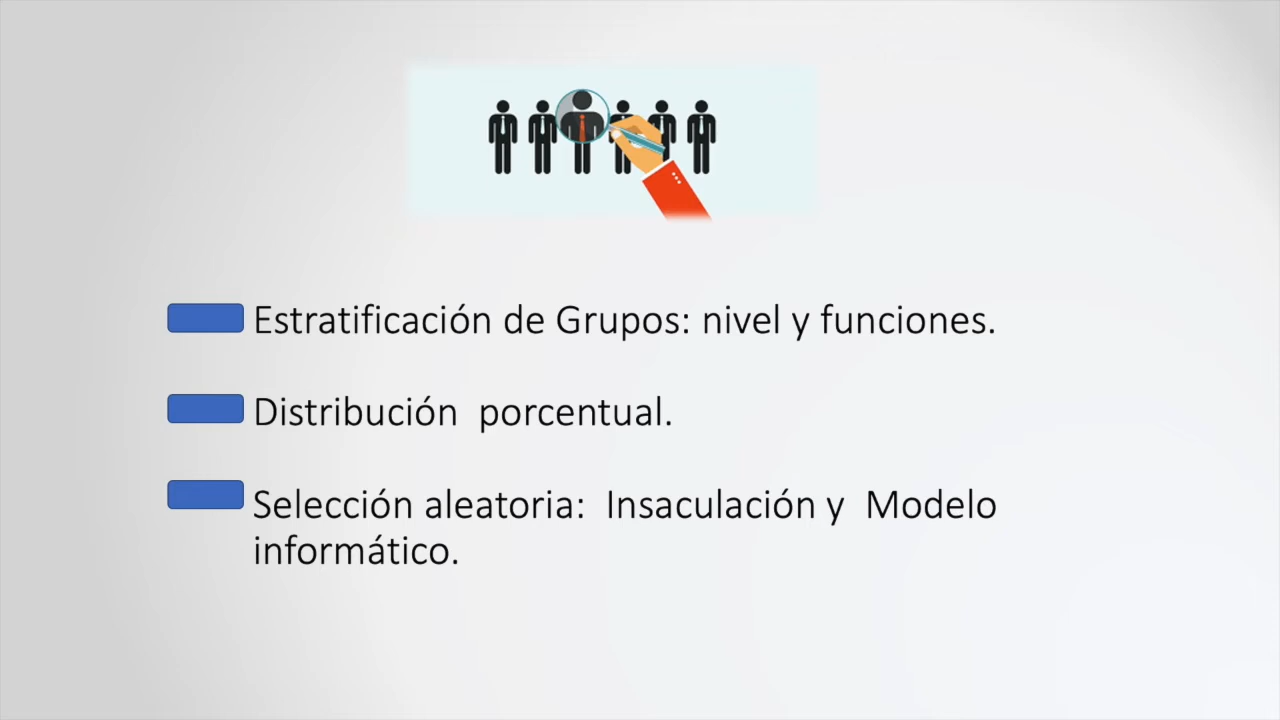 Estratificación de Grupos: nivel y funciones.
Distribución porcentual.
Selección aleatoria: Insaculación y Modelo
informático.